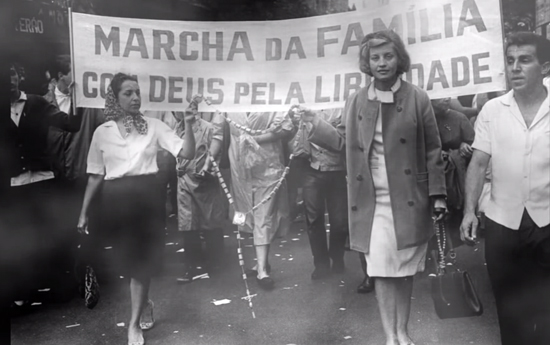 MARCHA DA FAMÍLIA
COM DEUS PELA LIBERDADE